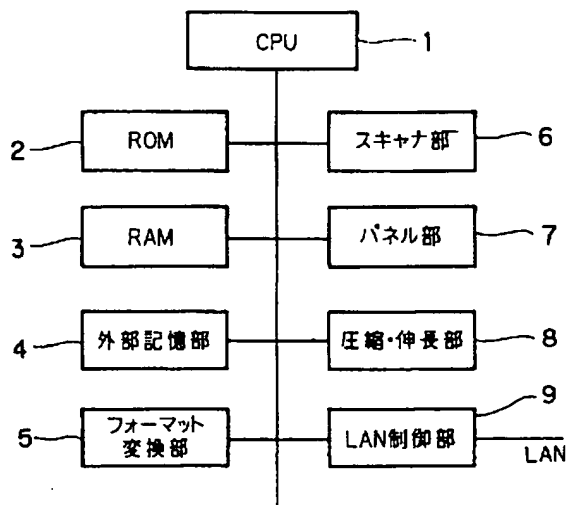 CPU
1
2
ROM
スキャナ部
6
3
RAM
パネル部
7
4
外部記憶部
圧縮・伸長部
8
5
フォーマット
変換部
LAN制御部
9
LAN